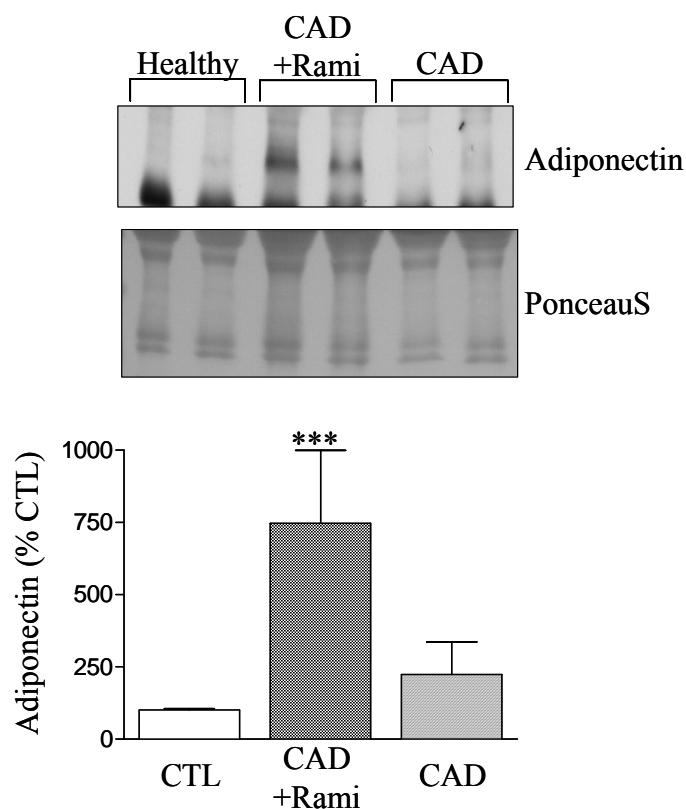 Healthy
CAD
+Rami
CAD
Adiponectin
PonceauS
Adiponectin (% CTL)
1000
750
500
250
0
***
CTL
CAD
+Rami
CAD